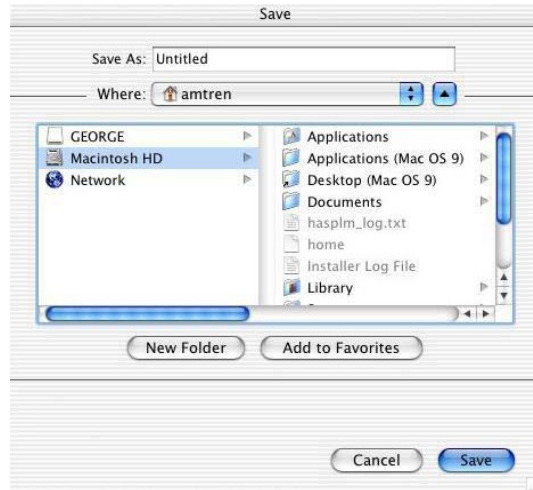 Save
Save As: Untitled
Where: amtren
GEORGE
Macintosh HD
Network
Applications
Applications (Mac OS 9)
Desktop (Mac OS 9)
Documents
hasplm_log.txt
home
Installer Log File
Library
New Folder
Add to Favorites
Cancel
Save